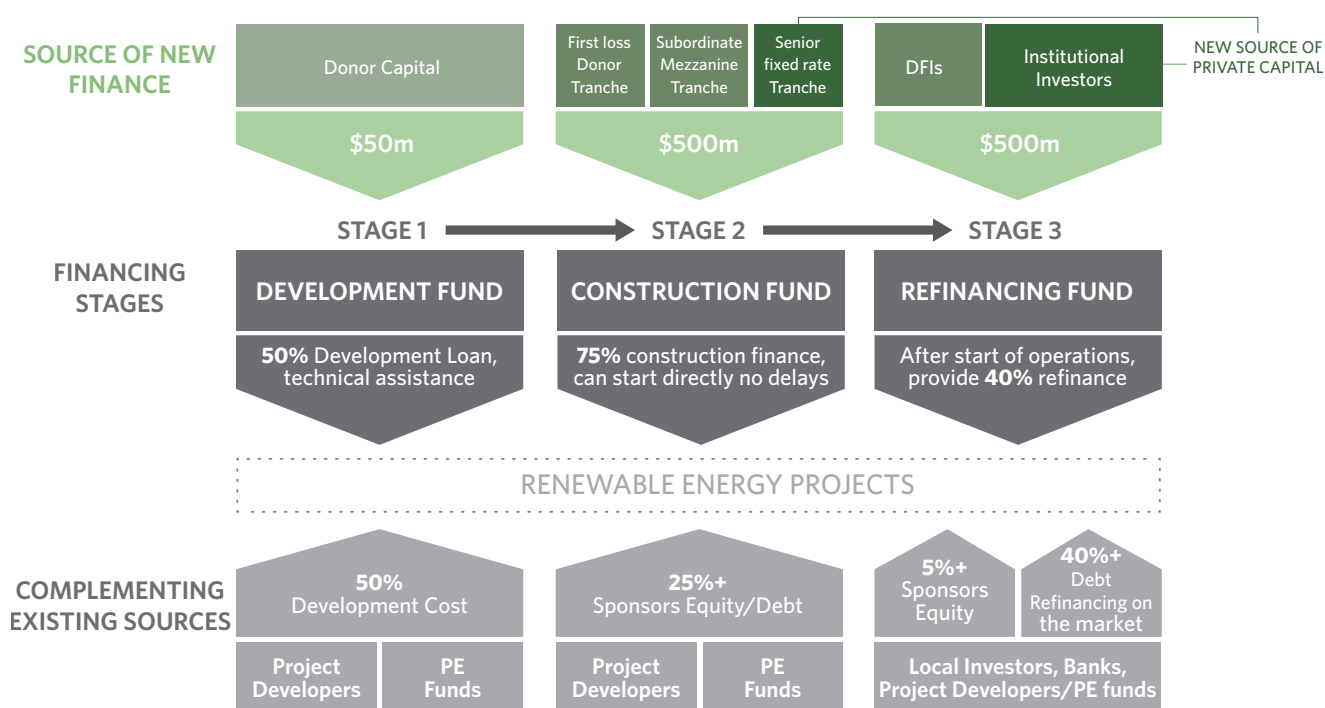 SOURCE OF NEW
FINANCE
Donor Capital
First loss
Donor
Tranche
Subordinate
Mezzanine
Tranche
Senior
fixed rate
Tranche
DFIs
Institutional
Investors
NEW SOURCE OF
PRIVATE CAPITAL
$50m
$500m
$500m
STAGE 1
STAGE 2
STAGE 3
FINANCING
STAGES
DEVELOPMENT FUND
CONSTRUCTION FUND
REFINANCING FUND
50% Development Loan,
technical assistance
75% construction finance,
can start directly no delays
After start of operations,
provide 40% refinance
RENEWABLE ENERGY PROJECTS
COMPLEMENTING
EXISTING SOURCES
50%
Development Cost
25%+
Sponsors Equity/Debt
5%+
Sponsors
Equity
40%+
Debt
Refinancing on
the market
Project
Developers
PE
Funds
Project
Developers
PE
Funds
Local Investors, Banks,
Project Developers/PE funds